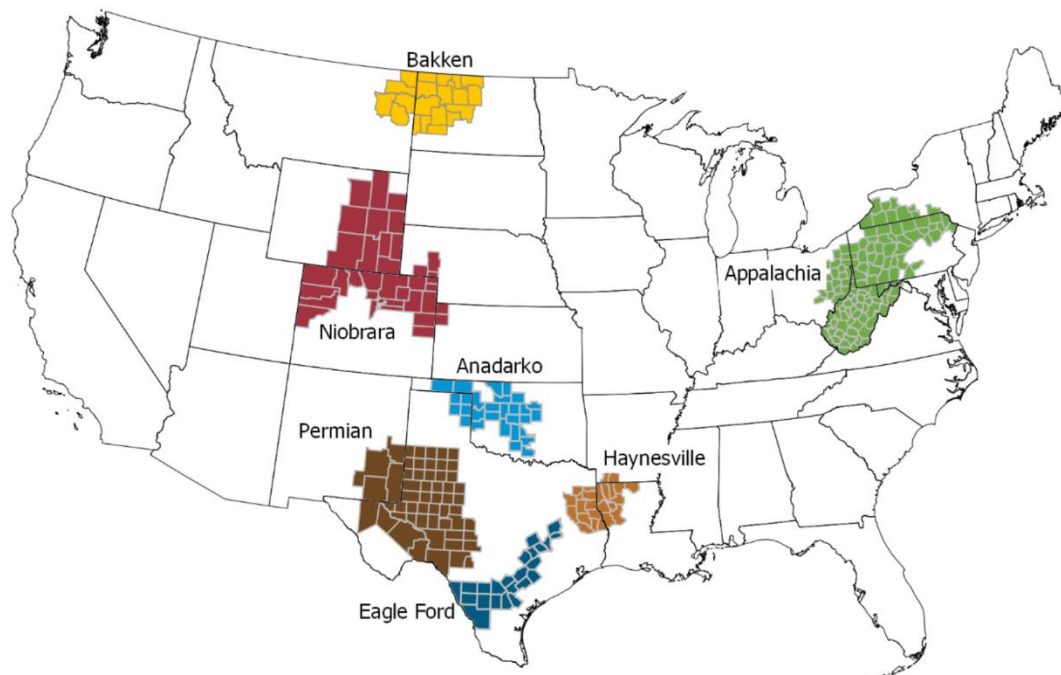 Bakken
Appalachia
Niobrara
Anadarko
Permian
Haynesville
Eagle Ford